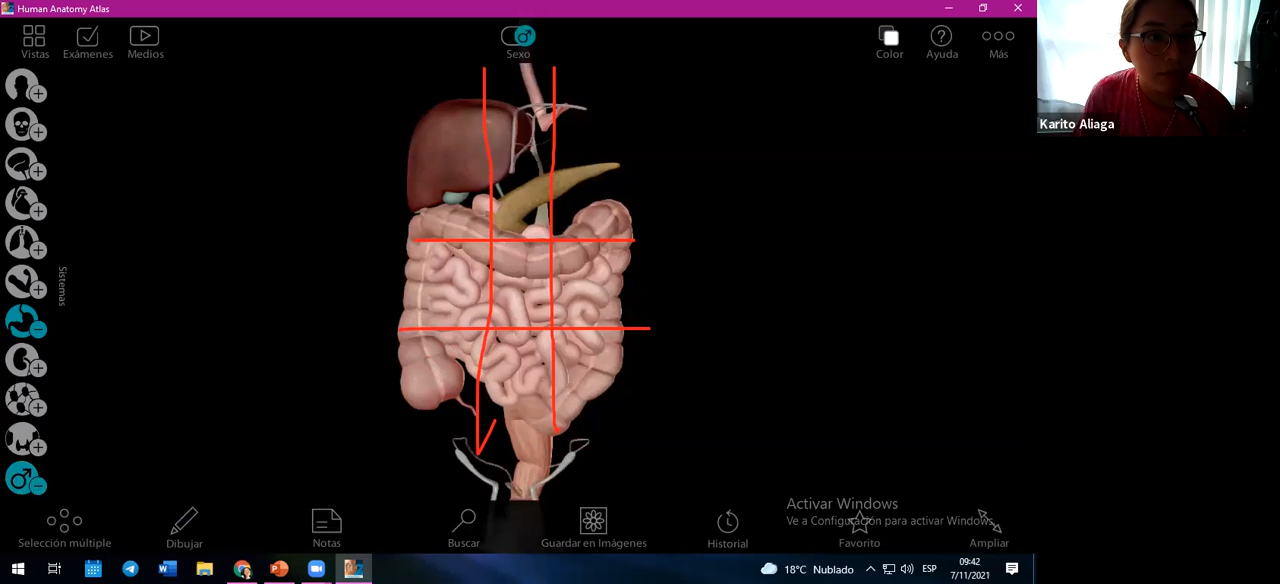 Human Anatomy Atlas
Vistas
Exámenes
Medios
Sexo
Color
Ayuda
Más
Karito Aliaga
Sistemas
Activar Windows
Ve a Configuración para activar Windows.
Selección múltiple
Dibujar
Notas
Buscar
Guardar en Imágenes
Historial
Favorito
Ampliar
18°C Nublado
ESP
09:42
7/11/2021